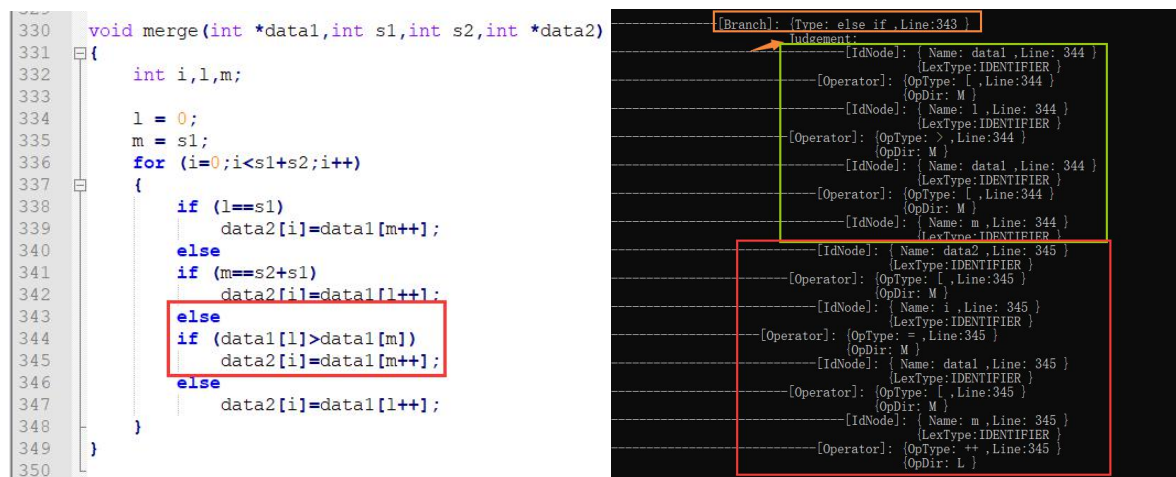 330 void merge(int *data1,int s1,int s2,int *data2)
331 {
332 int i,l,m;
333
334 l = 0;
335 m = s1;
336 for (i=0;i<s1+s2;i++)
337 {
338 if (l==s1)
339 data2[i]=data1[m++];
340 else
341 if (m==s2+s1)
342 data2[i]=data1[l++];
343 else
344 if (data1[l]>data1[m])
345 data2[i]=data1[m++];
346 else
347 data2[i]=data1[l++];
348 }
349 }
350
[Branch]: {Type: else if ,Line:343 }
Judgement:
[IdNode]: { Name: data1 ,Line: 344 }
{LexType:IDENTIFIER }
[Operator]: {OpType: [ ,Line:344 }
{OpDir: M }
[IdNode]: { Name: l ,Line: 344 }
{LexType:IDENTIFIER }
[Operator]: {OpType: > ,Line:344 }
{OpDir: M }
[IdNode]: { Name: data1 ,Line: 344 }
{LexType:IDENTIFIER }
[Operator]: {OpType: [ ,Line:344 }
{OpDir: M }
[IdNode]: { Name: m ,Line: 344 }
{LexType:IDENTIFIER }
[IdNode]: { Name: data2 ,Line: 345 }
{LexType:IDENTIFIER }
[Operator]: {OpType: [ ,Line:345 }
{OpDir: M }
[IdNode]: { Name: i ,Line: 345 }
{LexType:IDENTIFIER }
[Operator]: {OpType: = ,Line:345 }
{OpDir: M }
[IdNode]: { Name: data1 ,Line: 345 }
{LexType:IDENTIFIER }
[Operator]: {OpType: [ ,Line:345 }
{OpDir: M }
[IdNode]: { Name: m ,Line: 345 }
{LexType:IDENTIFIER }
[Operator]: {OpType: ++ ,Line:345 }
{OpDir: L }